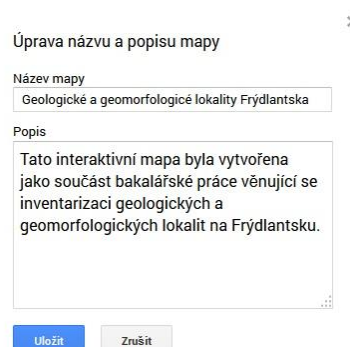 Úprava názvu a popisu mapy
Název mapy
Geologické a geomorfologicé lokality Frýdlantska
Popis
Tato interaktivní mapa byla vytvořena
jako součást bakalářské práce věnující se
inventarizaci geologických a
geomorfologických lokalit na Frýdlantsku.
Uložit Zrušit